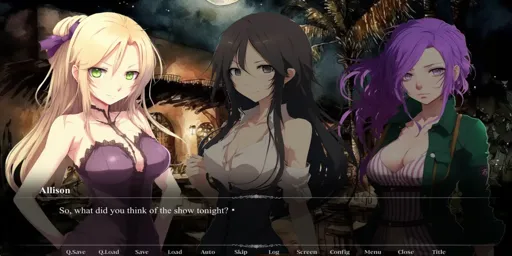 Allison
So, what did you think of the show tonight?
Q.Save Q.Load Save Load Auto Skip Log Screen Config Menu Close Title